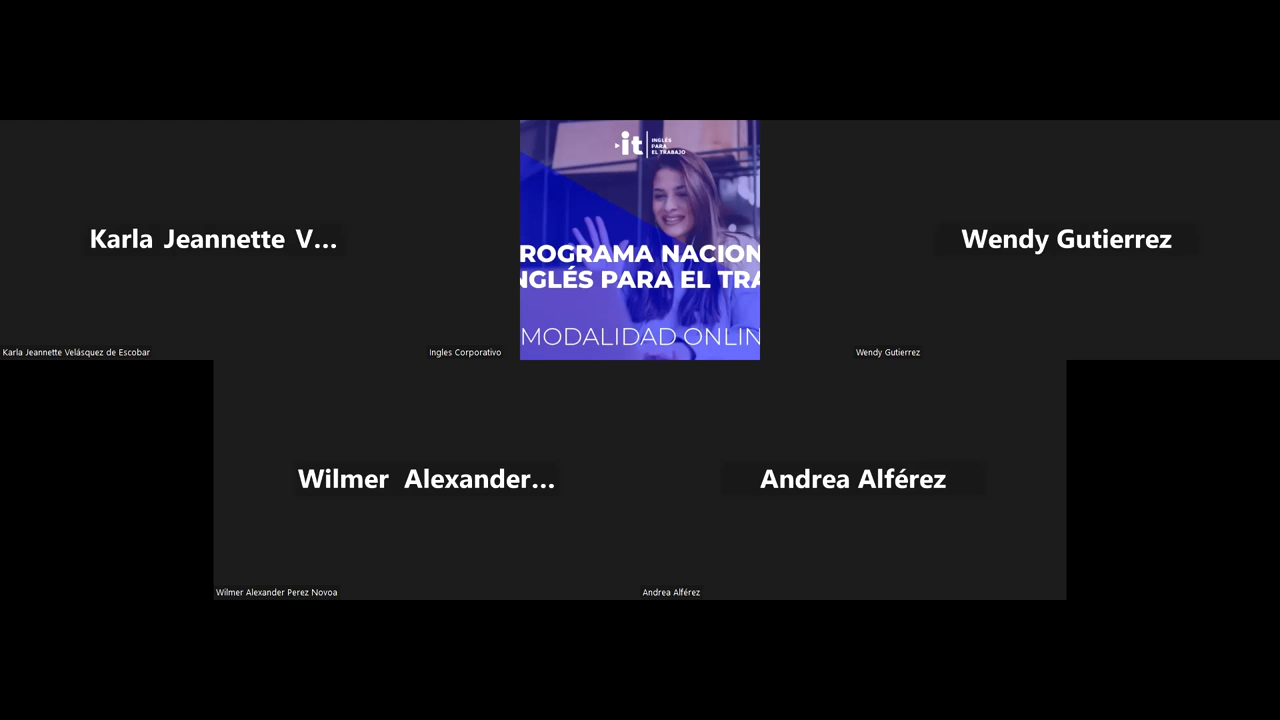 it
INGLÉS
PARA
EL TRABAJO
Karla Jeannette V...
ROGRAMA NACION
NGLÉS PARA EL TRA
MODALIDAD ONLIN
Wendy Gutierrez
Karla Jeannette Velásquez de Escobar
Ingles Corporativo
Wendy Gutierrez
Wilmer Alexander...
Andrea Alférez
Wilmer Alexander Perez Novoa
Andrea Alférez